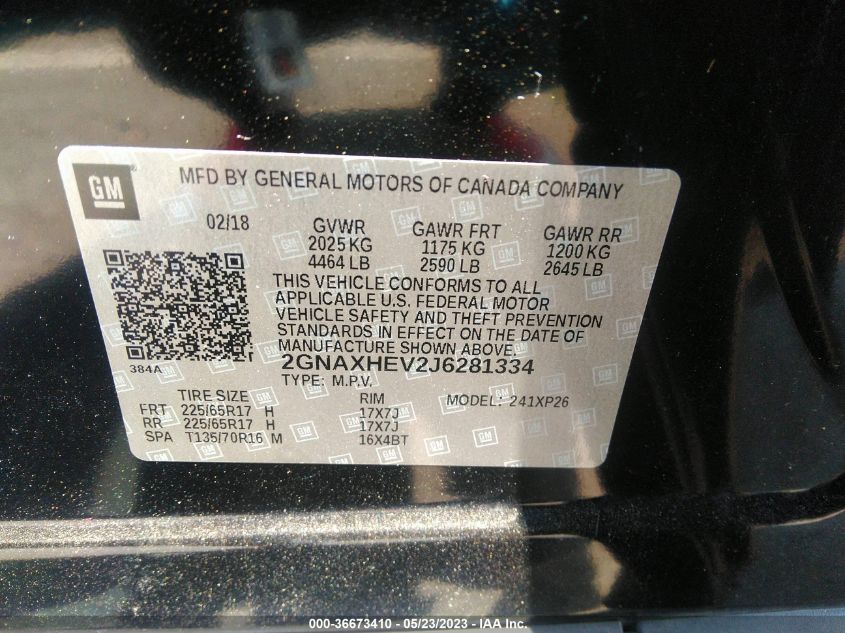 GM
MFD BY GENERAL MOTORS OF CANADA COMPANY
02/18 GVWR GAWR FRT GAWR RR
2025 KG 1175 KG 1200 KG
4464 LB 2590 LB 2645 LB
THIS VEHICLE CONFORMS TO ALL
APPLICABLE U.S. FEDERAL MOTOR
VEHICLE SAFETY AND THEFT PREVENTION
STANDARDS IN EFFECT ON THE DATE OF
MANUFACTURE SHOWN ABOVE.
384A
2GNAXHEV2J6281334
TYPE: M.P.V.
TIRE SIZE RIM MODEL: 241XP26
FRT 225/65R17 H 17X7J
RR 225/65R17 H 17X7J
SPA T135/70R16 M 16X4BT
000-36673410 - 05/23/2023 - IAA Inc.